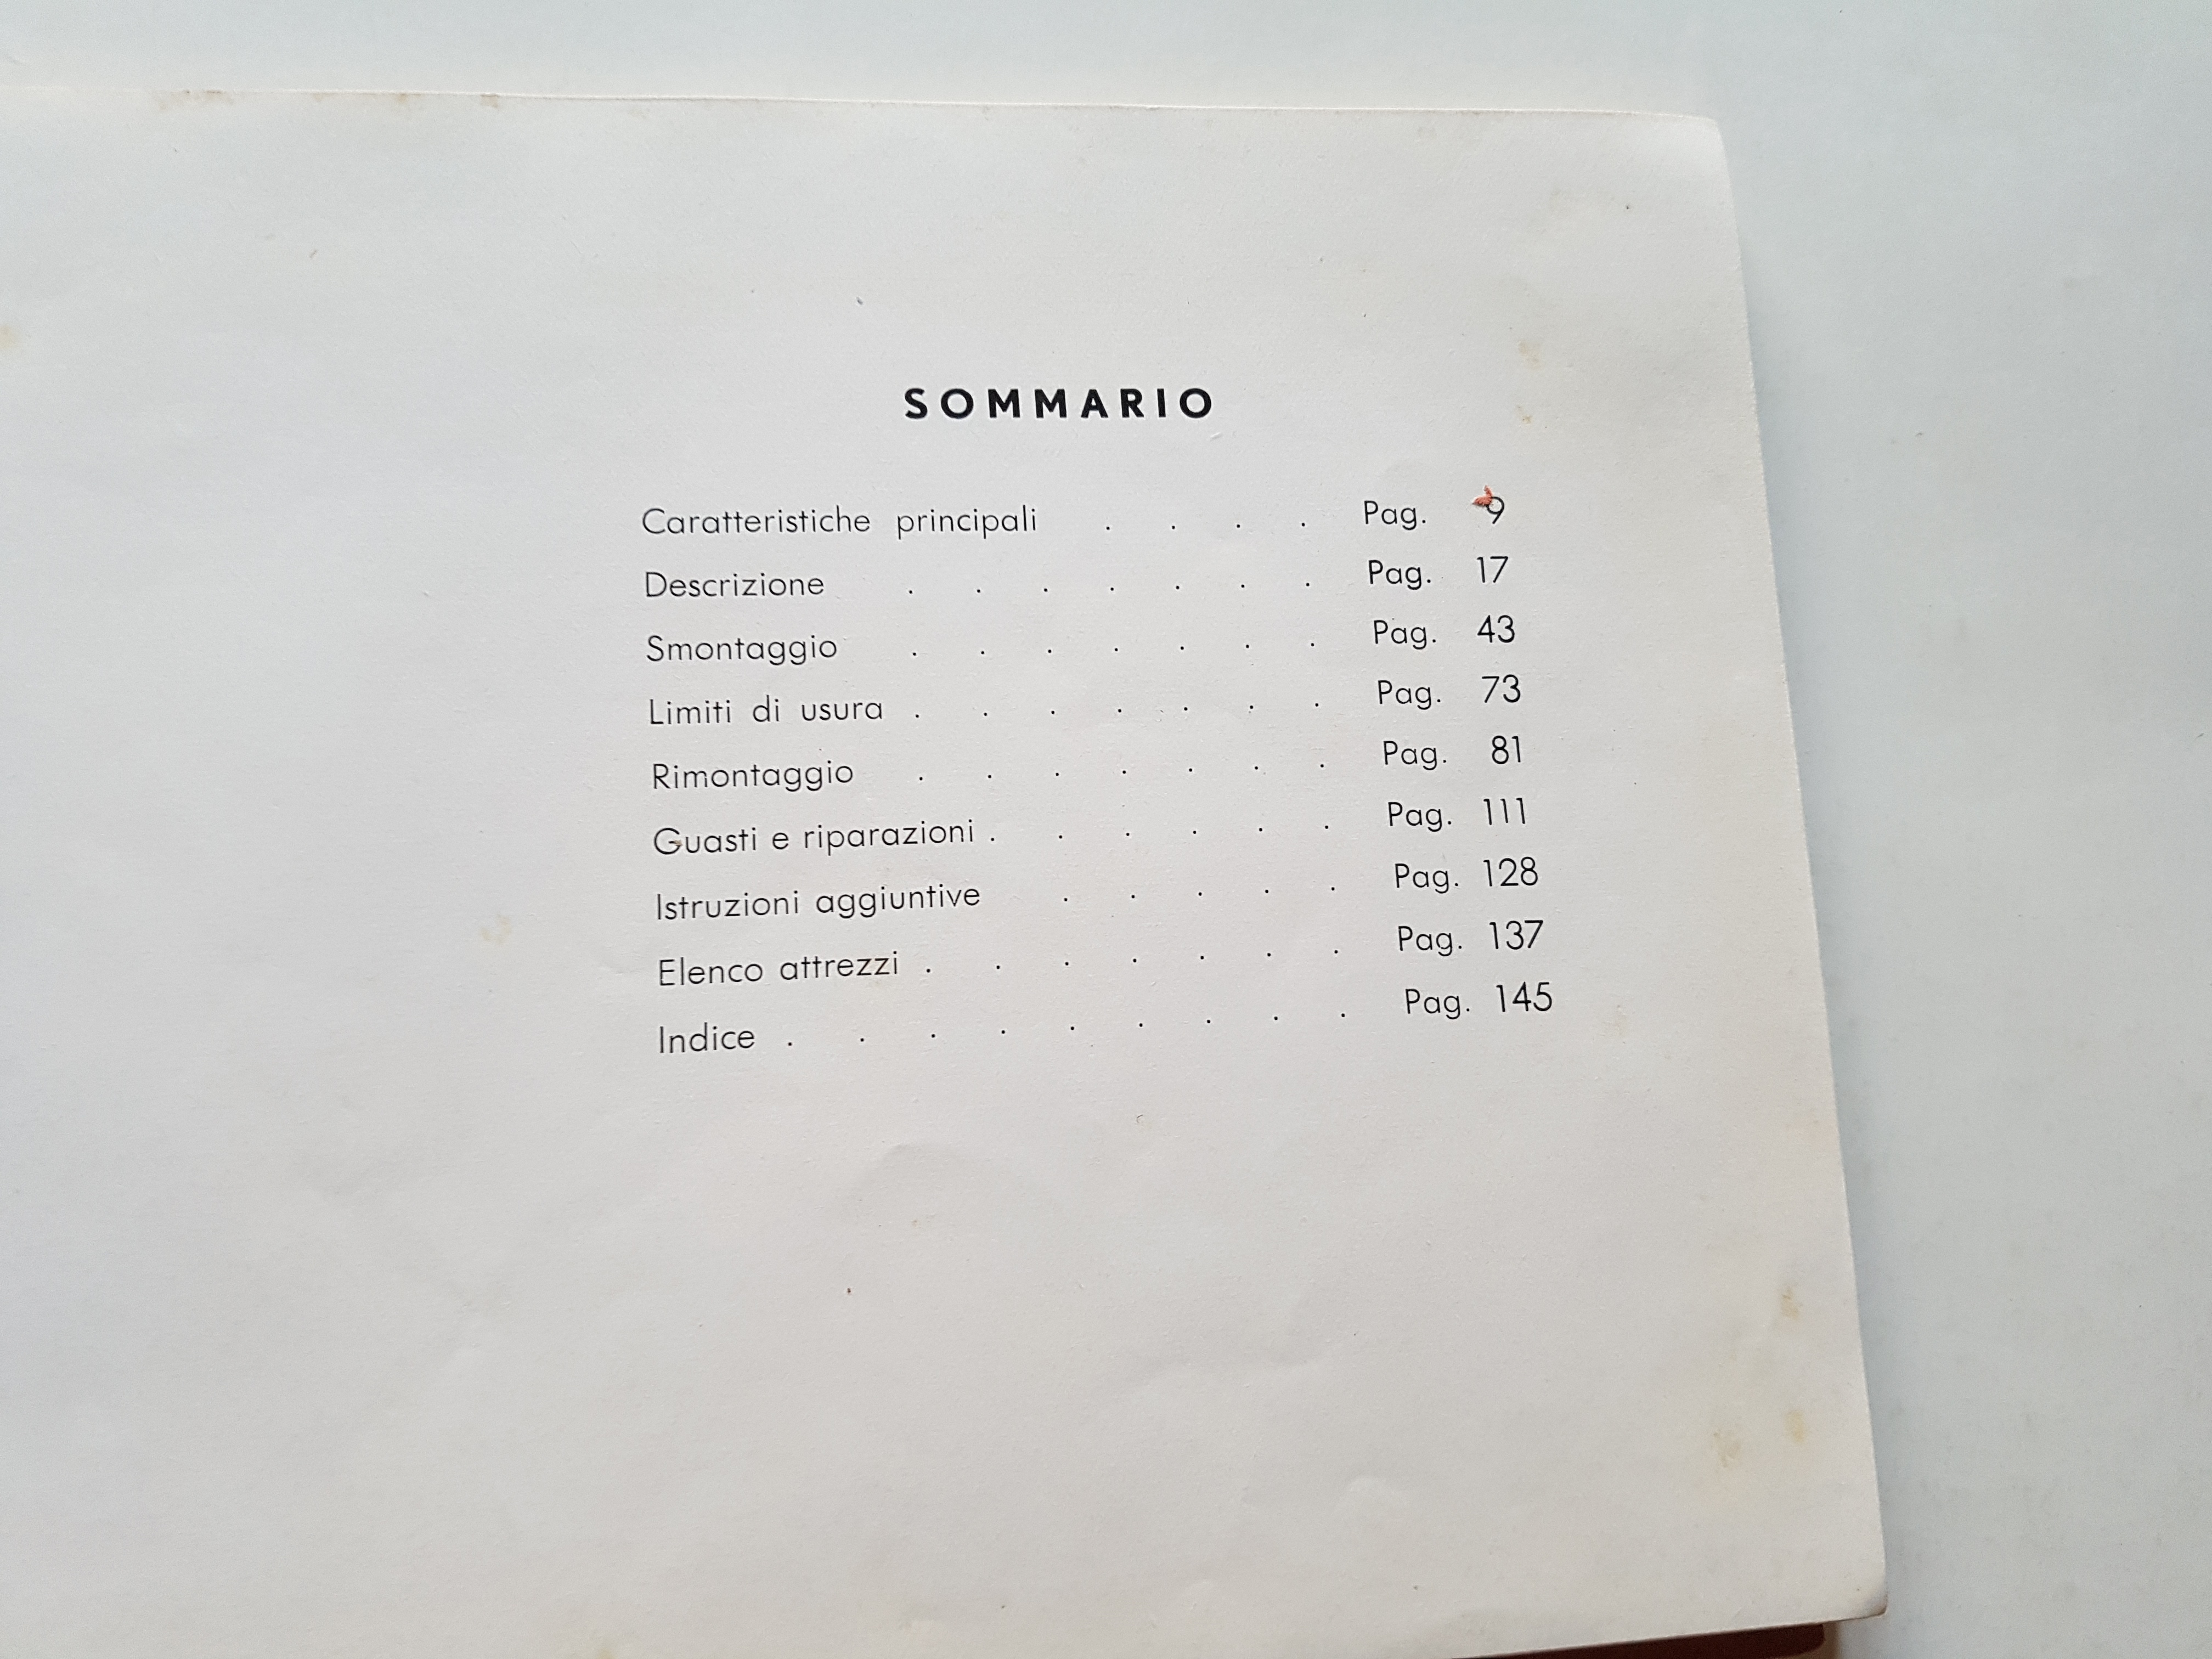 SOMMARIO
Caratteristiche principali . . . . Pag. 9
Descrizione . . . . . . . Pag. 17
Smontaggio . . . . . . . Pag. 43
Limiti di usura . . . . . . . Pag. 73
Rimontaggio . . . . . . . Pag. 81
Guasti e riparazioni . . . . . . Pag. 111
Istruzioni aggiuntive . . . . . Pag. 128
Elenco attrezzi . . . . . . . Pag. 137
Indice . . . . . . . . . Pag. 145